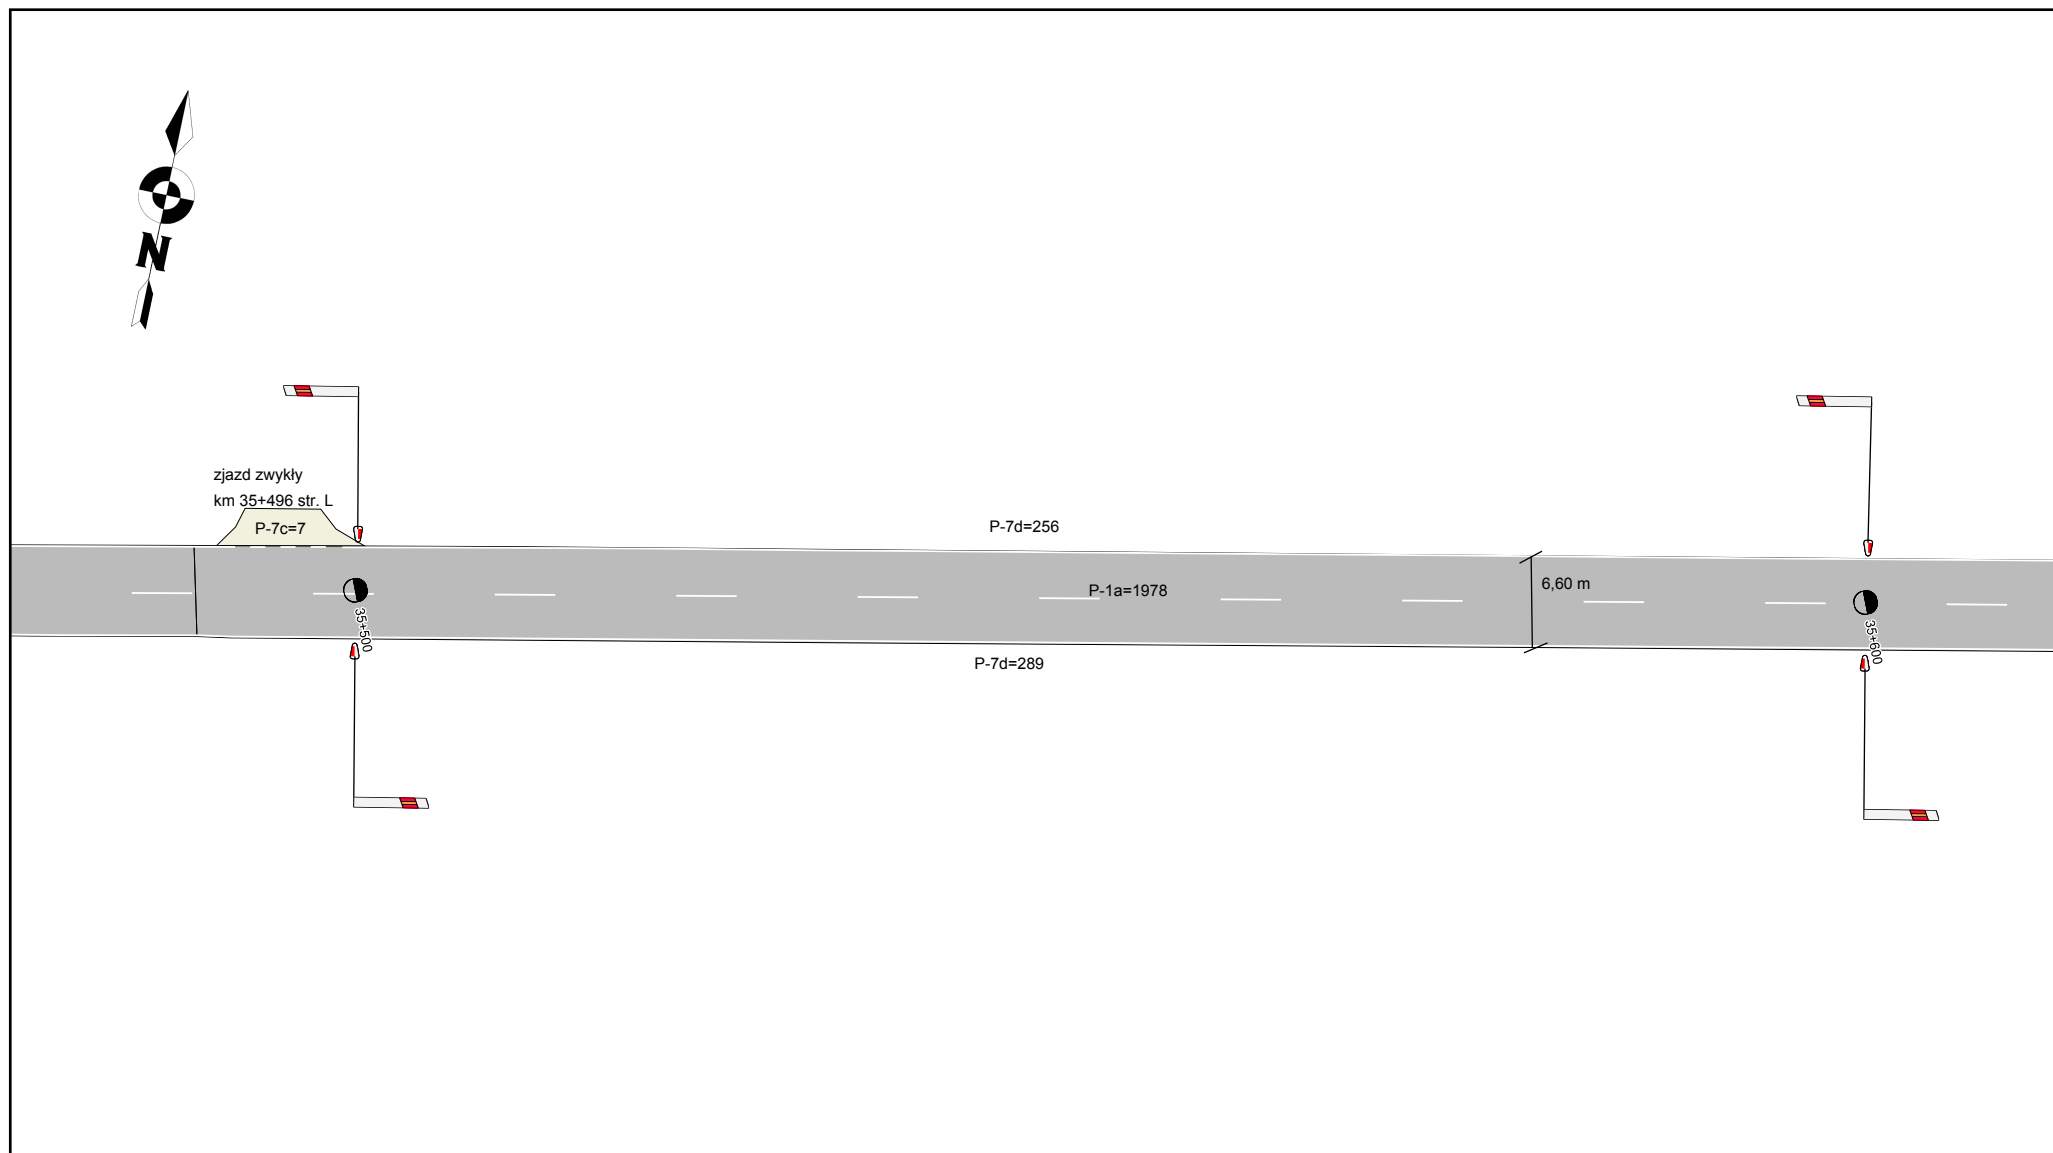 N
zjazd zwykły
km 35+496 str. L
P-7c=7
P-7d=256
P-1a=1978
6,60 m
35+500
35+600
P-7d=289